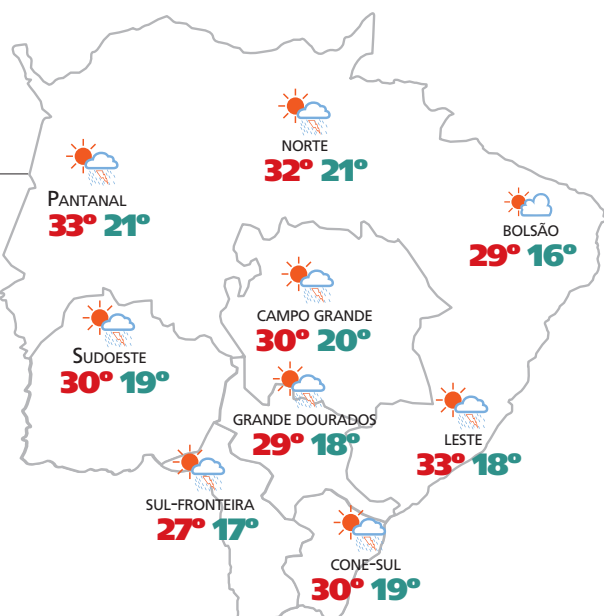 NORTE
32º 21º
PANTANAL
33º 21º
BOLSÃO
29º 16º
CAMPO GRANDE
30º 20º
SUDOESTE
30º 19º
GRANDE DOURADOS
29º 18º
LESTE
33º 18º
SUL-FRONTEIRA
27º 17º
CONE-SUL
30º 19º